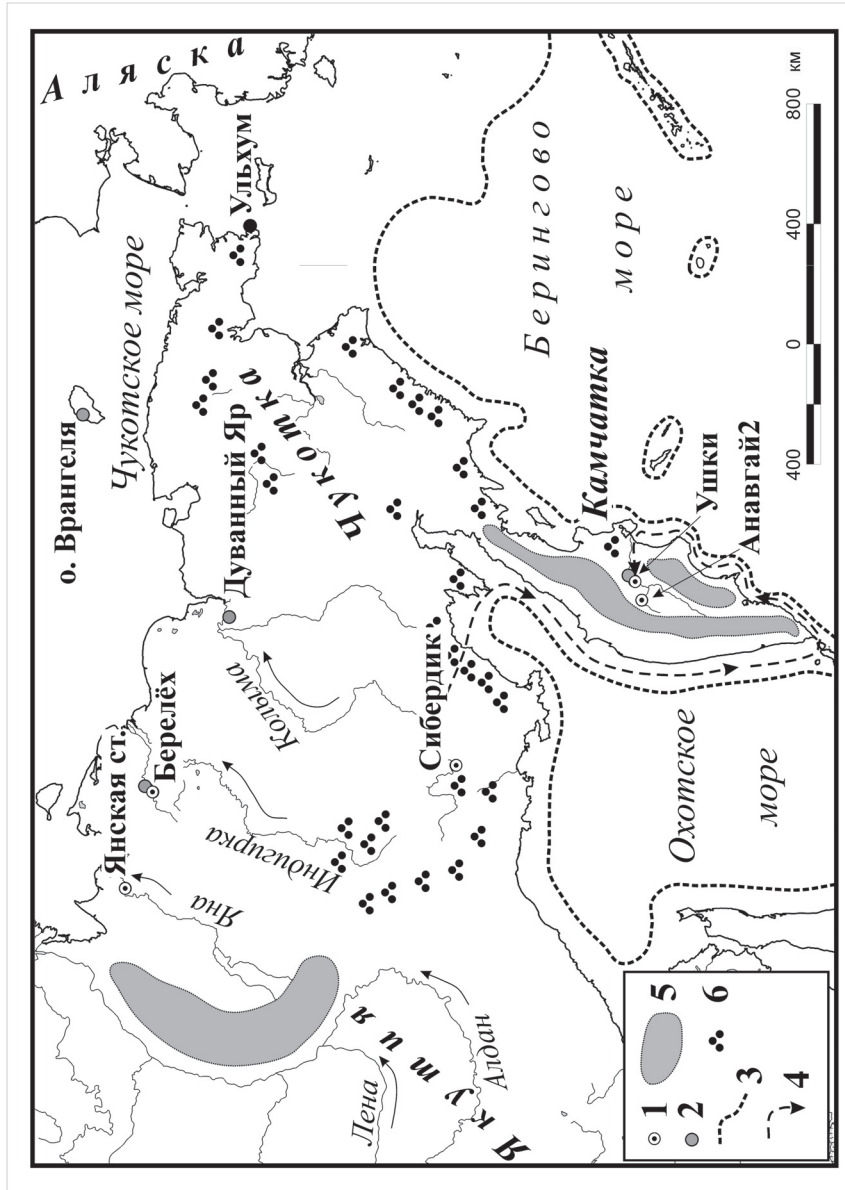 Аляска
Чукотское море
о. Врангеля
Ульхум
Чукотка
Дуванный Яр
Берингово
море
Янская ст.
Берелёх
Колыма
Индигирка
Яна
Сибердик
Камчатка
Ушки
Анавгай2
Охотское
море
Якутия
Лена
Алдан
400 0 400 800 км
1
2
3
4
5
6